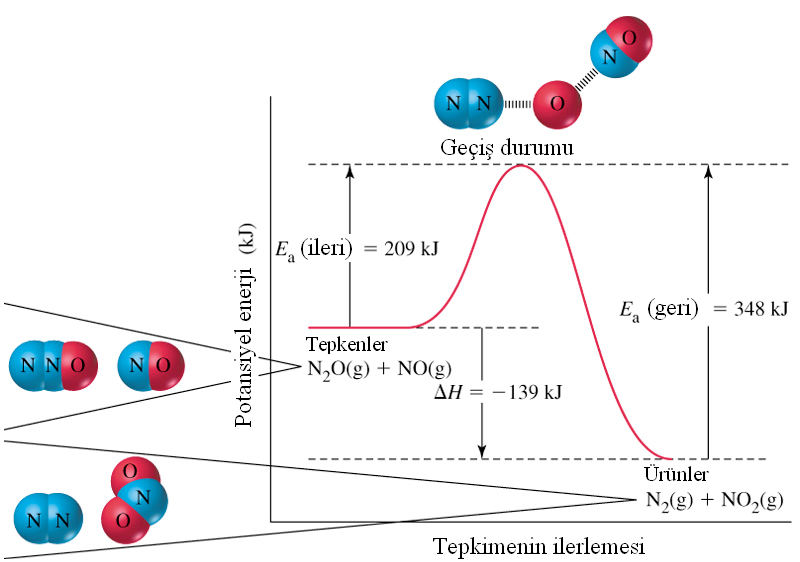 O
N
N N O
Geçiş durumu
Potansiyel enerji (kJ)
Eₐ (ileri) = 209 kJ
Eₐ (geri) = 348 kJ
Tepkenler
N₂O(g) + NO(g)
N N O N O
ΔH = −139 kJ
Ürünler
N₂(g) + NO₂(g)
O
N
N N O
Tepkimenin ilerlemesi